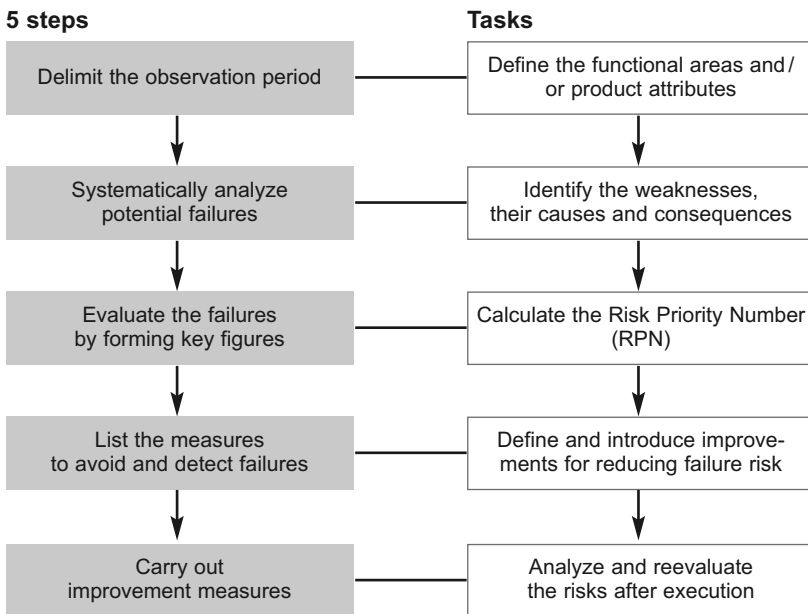 5 steps
Tasks
Delimit the observation period
Define the functional areas and/
or product attributes
Systematically analyze
potential failures
Identify the weaknesses,
their causes and consequences
Evaluate the failures
by forming key figures
Calculate the Risk Priority Number
(RPN)
List the measures
to avoid and detect failures
Define and introduce improve-
ments for reducing failure risk
Carry out
improvement measures
Analyze and reevaluate
the risks after execution